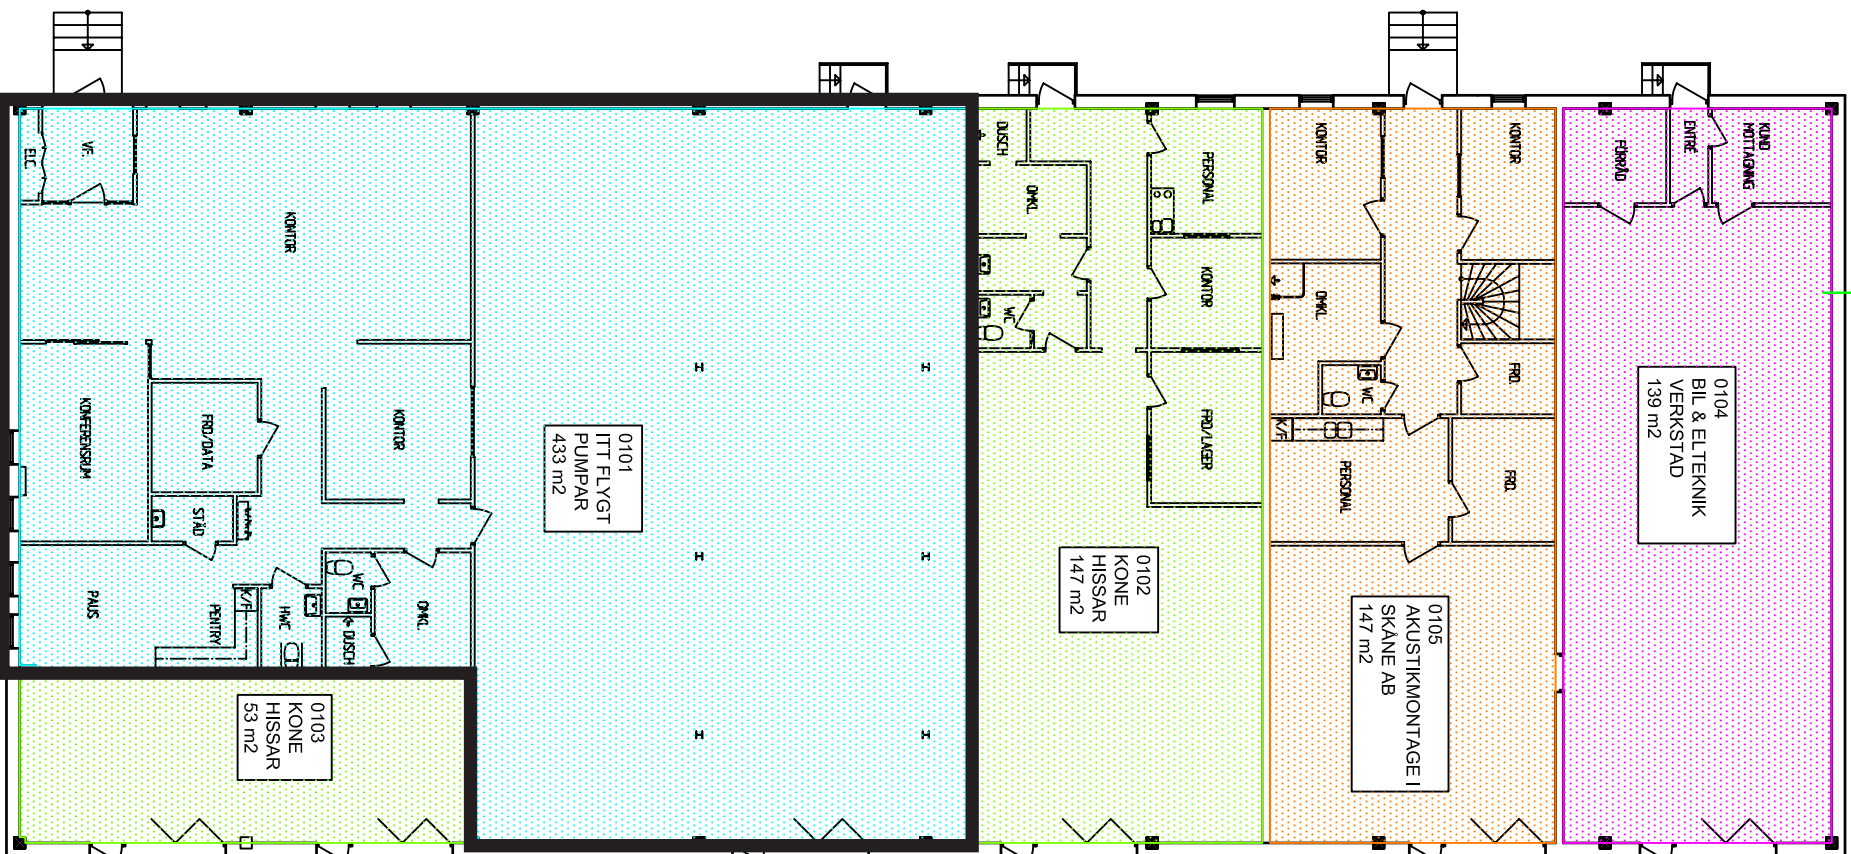 0101
ITT FLYGT
PUMPAR
433 m2
VF.
ELC
KONTOR
KONTOR
KONFERENSRUM
FRD/DATA
STÄD
PAUS
PENTRY
K/F
HWC
WC
DUSCH
OMKL.
0103
KONE
HISSAR
53 m2
0102
KONE
HISSAR
147 m2
DUSCH
OMKL
WC
PERSONAL
KONTOR
FRD/LAGER
0105
AKUSTIKMONTAGE I
SKÅNE AB
147 m2
KONTOR
KONTOR
OMKL
WC
FRD.
K/F
PERSONAL
FRD.
0104
BIL & ELTEKNIK
VERKSTAD
139 m2
FÖRRÅD
ENTRE
KUND
MOTTAGNING